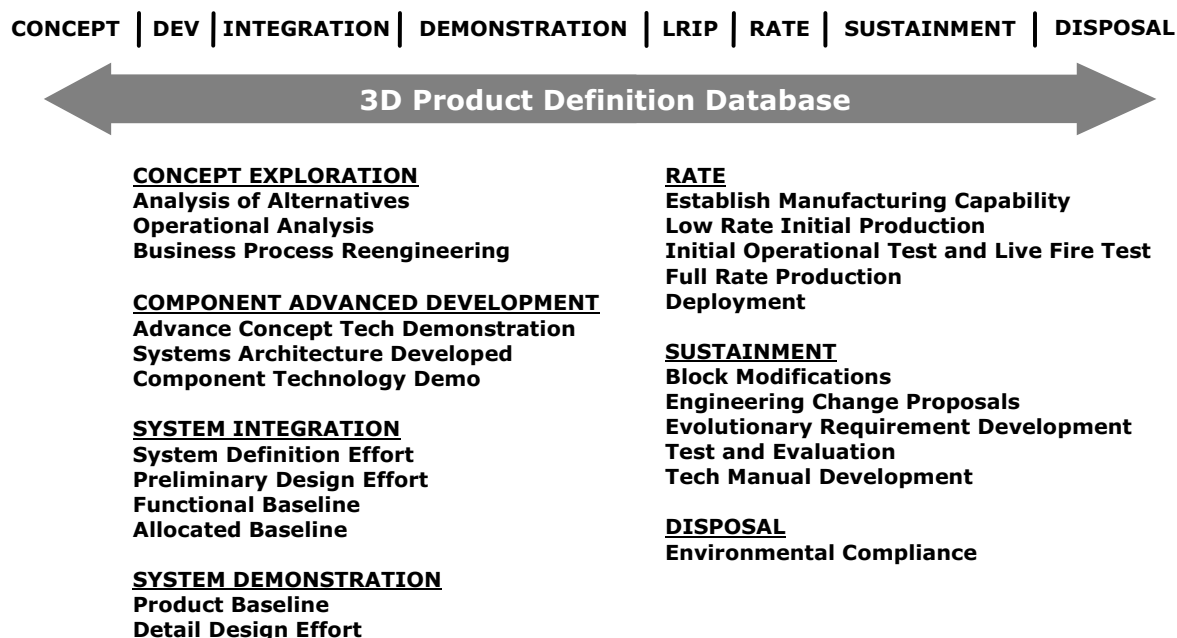 CONCEPT DEV INTEGRATION DEMONSTRATION LRIP RATE SUSTAINMENT DISPOSAL
3D Product Definition Database
CONCEPT EXPLORATION
Analysis of Alternatives
Operational Analysis
Business Process Reengineering
COMPONENT ADVANCED DEVELOPMENT
Advance Concept Tech Demonstration
Systems Architecture Developed
Component Technology Demo
SYSTEM INTEGRATION
System Definition Effort
Preliminary Design Effort
Functional Baseline
Allocated Baseline
SYSTEM DEMONSTRATION
Product Baseline
Detail Design Effort
RATE
Establish Manufacturing Capability
Low Rate Initial Production
Initial Operational Test and Live Fire Test
Full Rate Production
Deployment
SUSTAINMENT
Block Modifications
Engineering Change Proposals
Evolutionary Requirement Development
Test and Evaluation
Tech Manual Development
DISPOSAL
Environmental Compliance